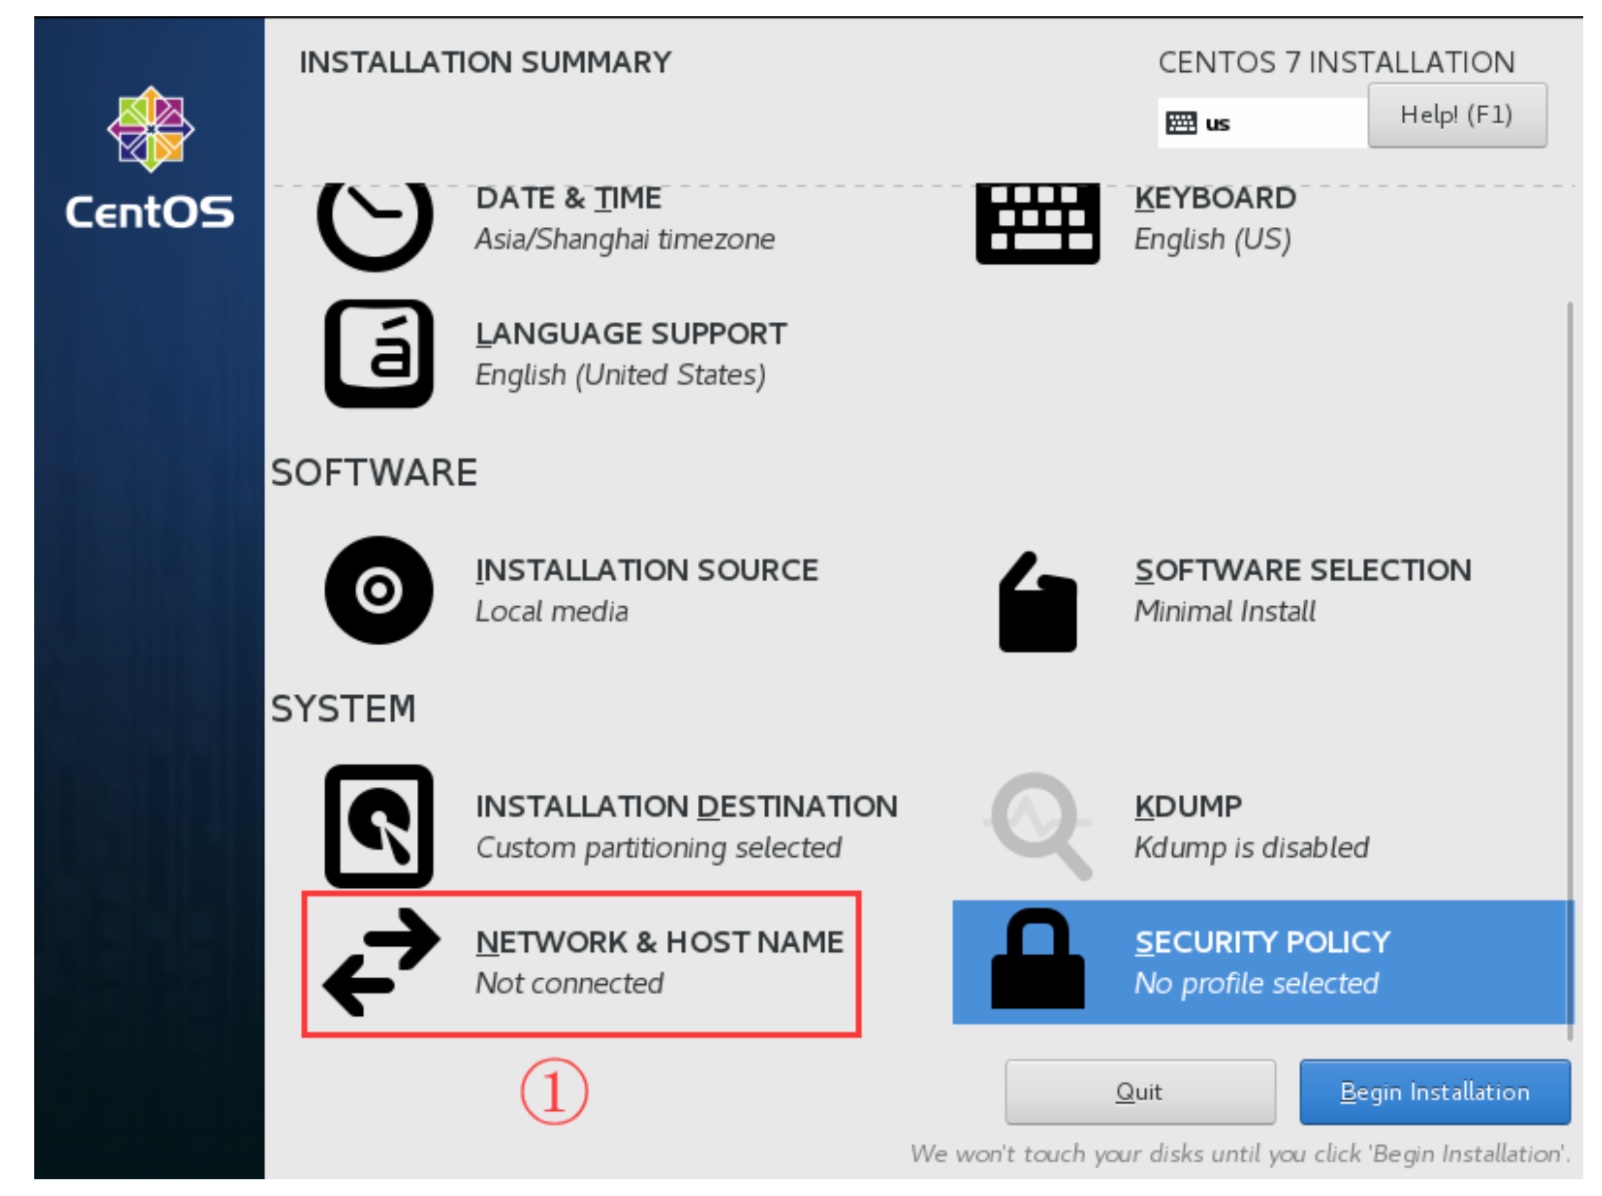 INSTALLATION SUMMARY
CENTOS 7 INSTALLATION
us
Help! (F1)
CentOS
DATE & TIME
Asia/Shanghai timezone
KEYBOARD
English (US)
á
LANGUAGE SUPPORT
English (United States)
SOFTWARE
INSTALLATION SOURCE
Local media
SOFTWARE SELECTION
Minimal Install
SYSTEM
INSTALLATION DESTINATION
Custom partitioning selected
KDUMP
Kdump is disabled
NETWORK & HOST NAME
Not connected
SECURITY POLICY
No profile selected
①
Quit
Begin Installation
We won't touch your disks until you click 'Begin Installation'.